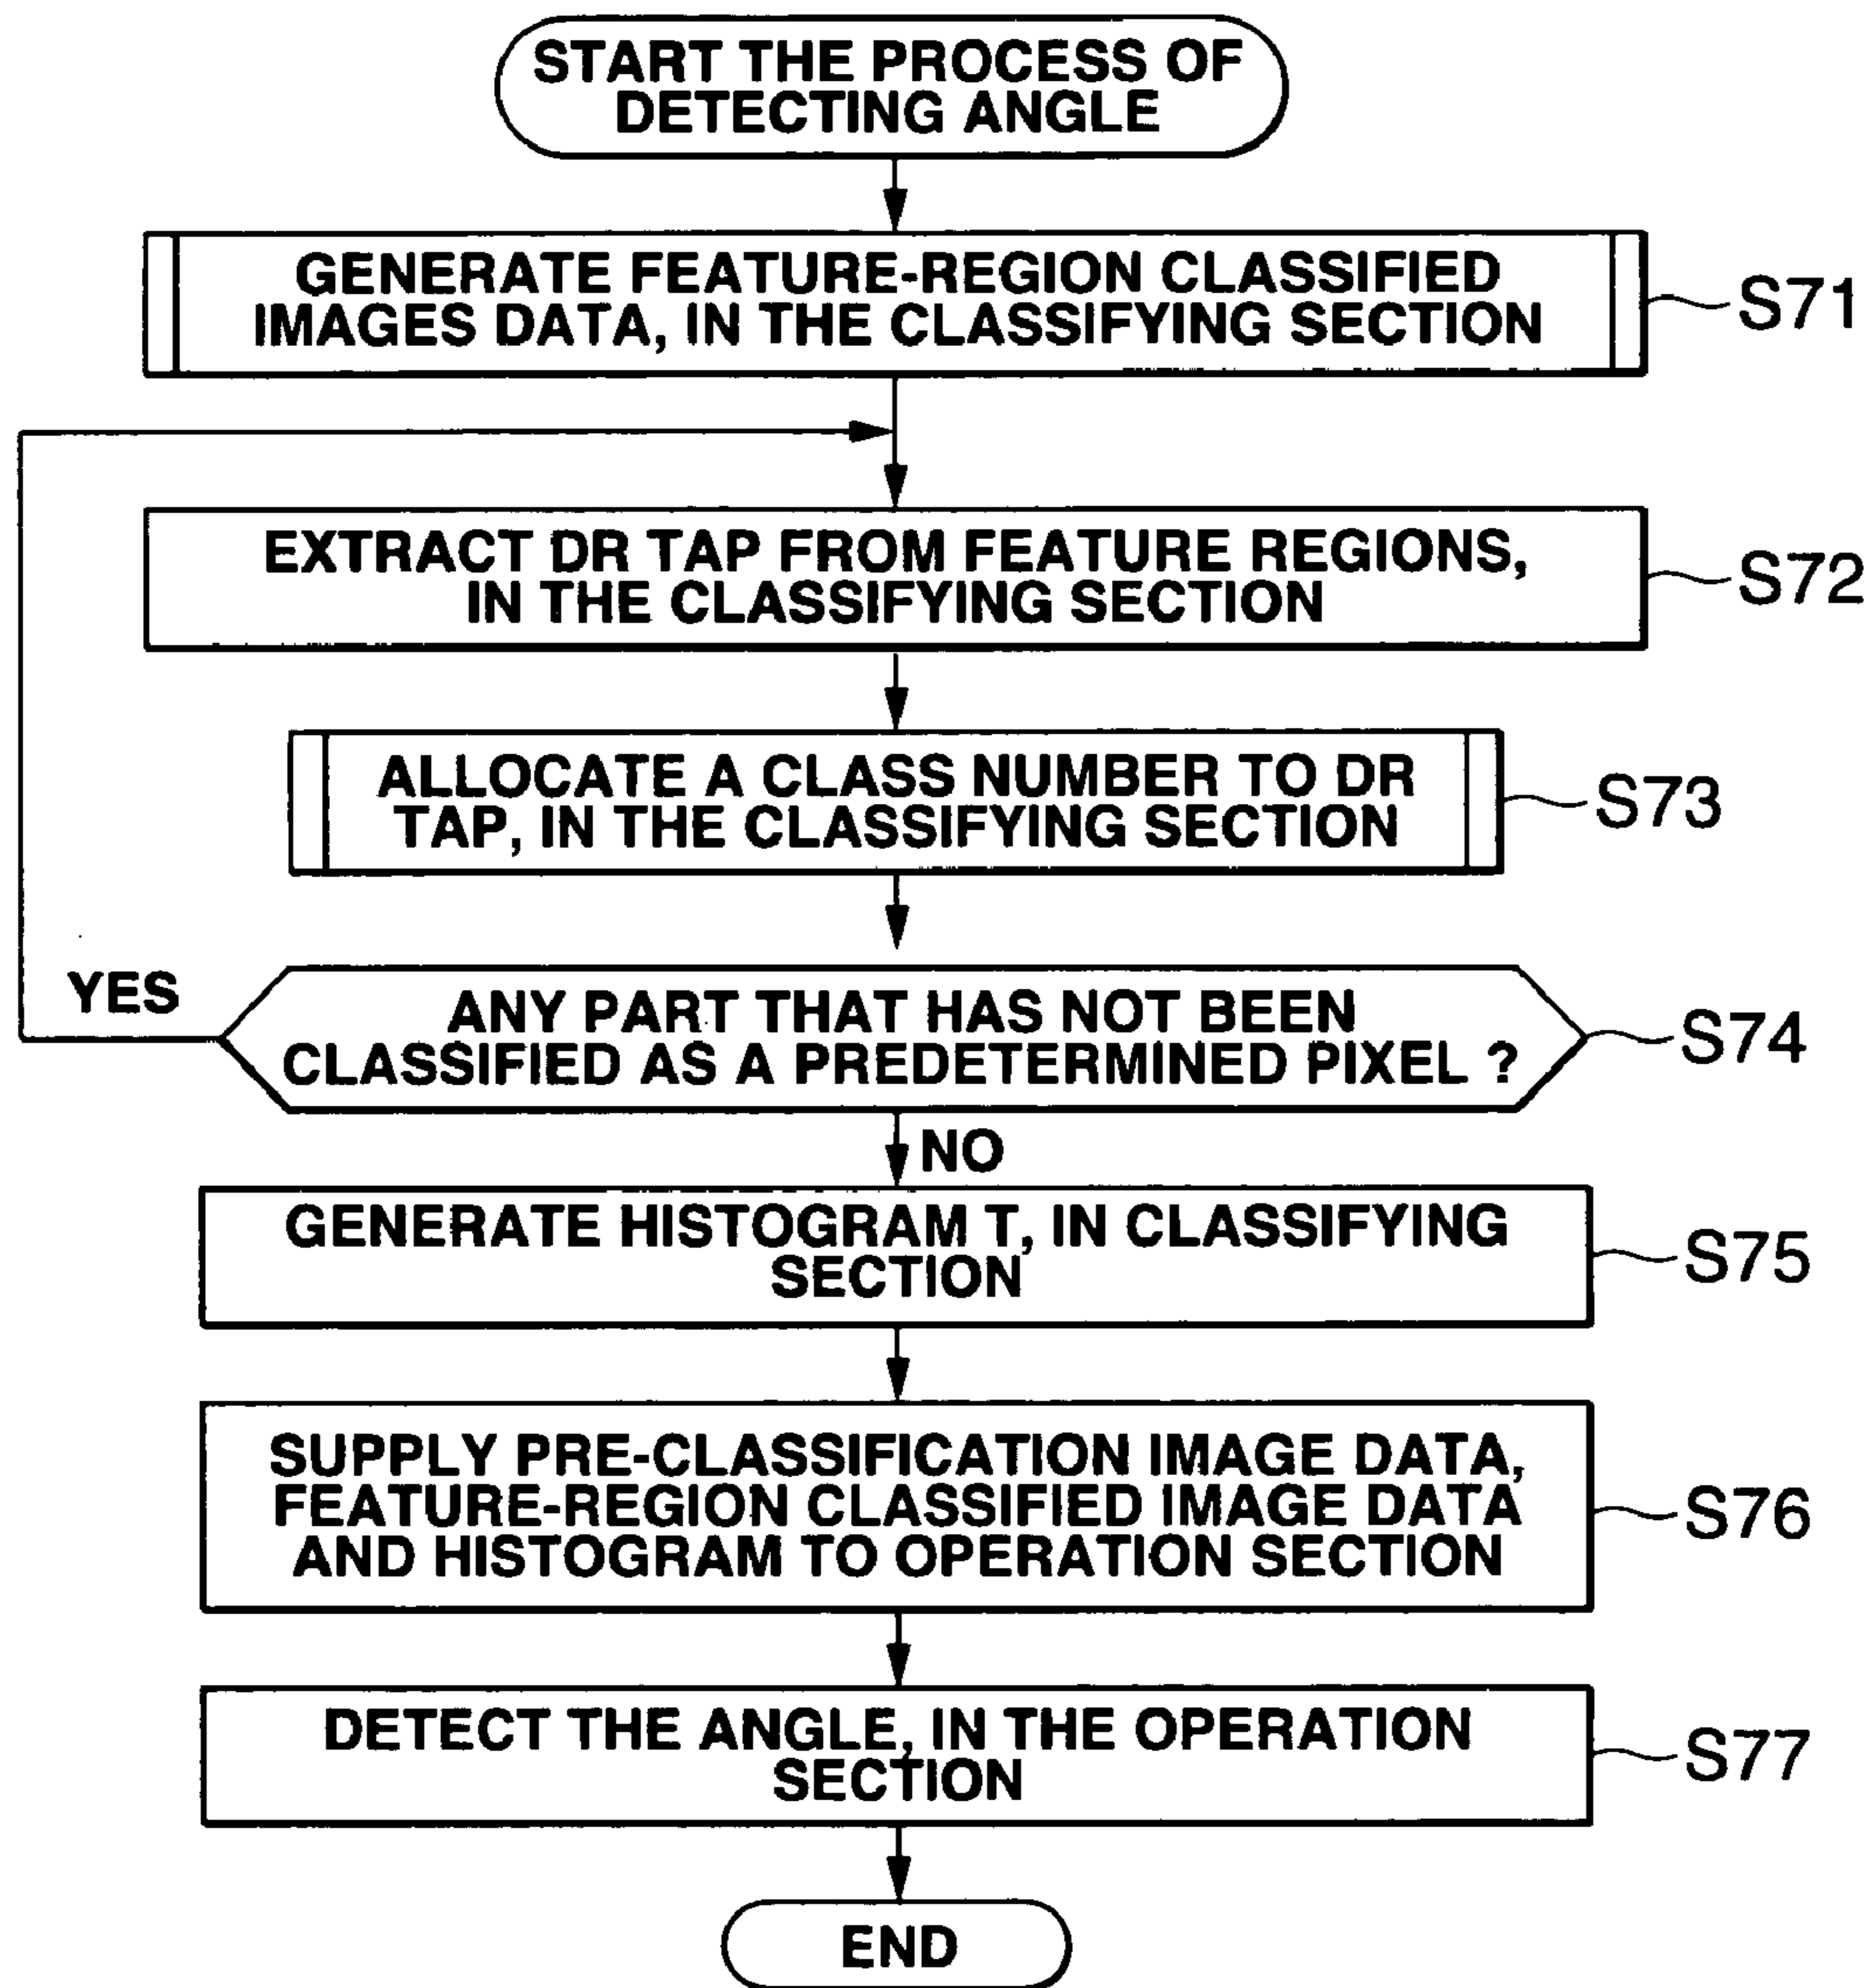 START THE PROCESS OF
DETECTING ANGLE
GENERATE FEATURE-REGION CLASSIFIED
IMAGES DATA, IN THE CLASSIFYING SECTION
S71
EXTRACT DR TAP FROM FEATURE REGIONS,
IN THE CLASSIFYING SECTION
S72
ALLOCATE A CLASS NUMBER TO DR
TAP, IN THE CLASSIFYING SECTION
S73
YES
ANY PART THAT HAS NOT BEEN
CLASSIFIED AS A PREDETERMINED PIXEL ?
S74
NO
GENERATE HISTOGRAM T, IN CLASSIFYING
SECTION
S75
SUPPLY PRE-CLASSIFICATION IMAGE DATA,
FEATURE-REGION CLASSIFIED IMAGE DATA
AND HISTOGRAM TO OPERATION SECTION
S76
DETECT THE ANGLE, IN THE OPERATION
SECTION
S77
END